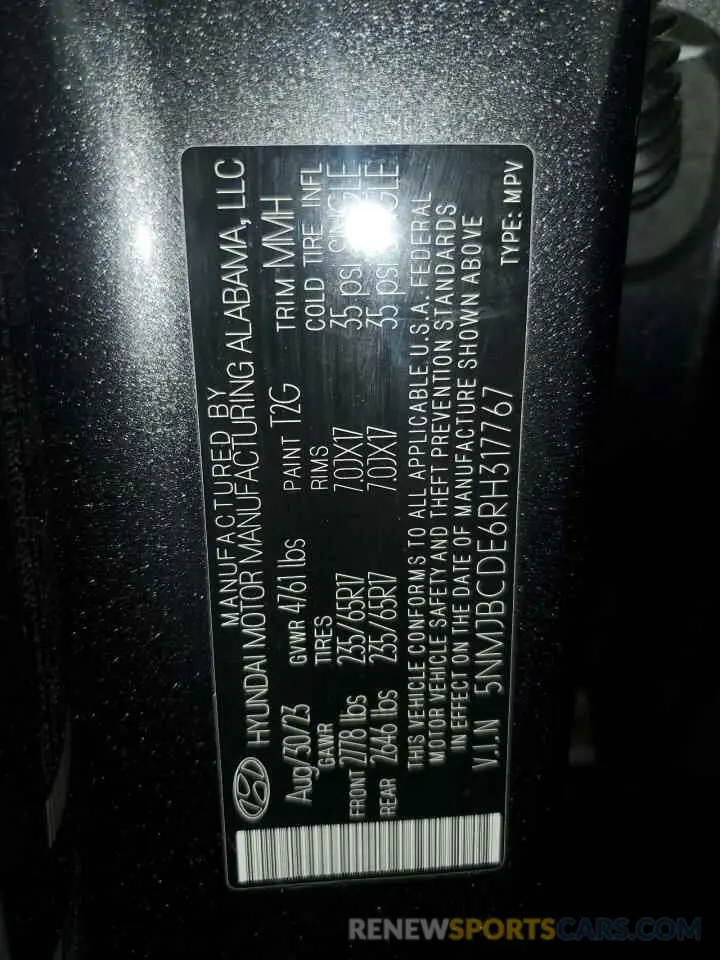 MANUFACTURED BY
HYUNDAI MOTOR MANUFACTURING ALABAMA, LLC
Aug/30/23 GVWR 4761 lbs PAINT T2G TRIM MMH
GAWR TIRES RIMS COLD TIRE INFL
FRONT 2778 lbs 235/65R17 7.0JX17 35 psi SINGLE
REAR 2646 lbs 235/65R17 7.0JX17 35 psi SINGLE
THIS VEHICLE CONFORMS TO ALL APPLICABLE U.S.A. FEDERAL
MOTOR VEHICLE SAFETY AND THEFT PREVENTION STANDARDS
IN EFFECT ON THE DATE OF MANUFACTURE SHOWN ABOVE
V.I.N 5NMJBCDE6RH317767 TYPE: MPV
RENEWSPORTSCARS.COM